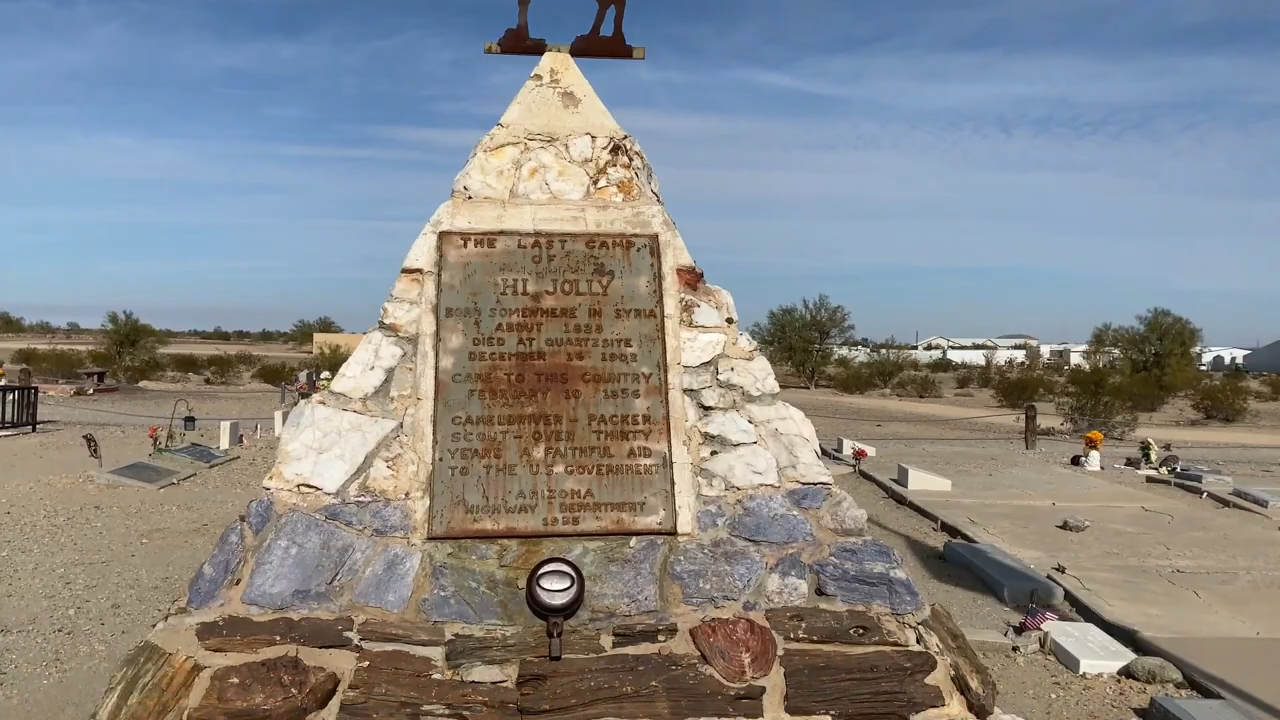 THE LAST CAMP
OF
HI JOLLY
BORN SOMEWHERE IN SYRIA
ABOUT 1828
DIED AT QUARTZSITE
DECEMBER 16 1902
CAME TO THIS COUNTRY
FEBRUARY 10 1856
CAMELDRIVER - PACKER
SCOUT - OVER THIRTY
YEARS A FAITHFUL AID
TO THE U.S. GOVERNMENT
ARIZONA
HIGHWAY DEPARTMENT
1935